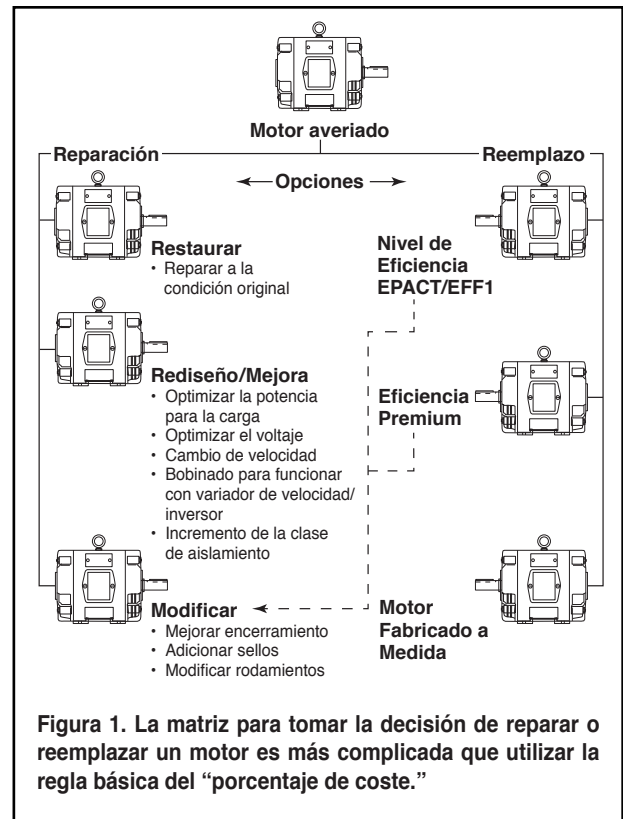 Motor averiado
Reparación
Reemplazo
Opciones
Restaurar
• Reparar a la
condición original
Nivel de
Eficiencia
EPACT/EFF1
Rediseño/Mejora
• Optimizar la potencia
para la carga
• Optimizar el voltaje
• Cambio de velocidad
• Bobinado para funcionar
con variador de velocidad/
inversor
• Incremento de la clase
de aislamiento
Eficiencia
Premium
Modificar
• Mejorar encerramiento
• Adicionar sellos
• Modificar rodamientos
Motor
Fabricado a
Medida
Figura 1. La matriz para tomar la decisión de reparar o
reemplazar un motor es más complicada que utilizar la
regla básica del “porcentaje de coste.”